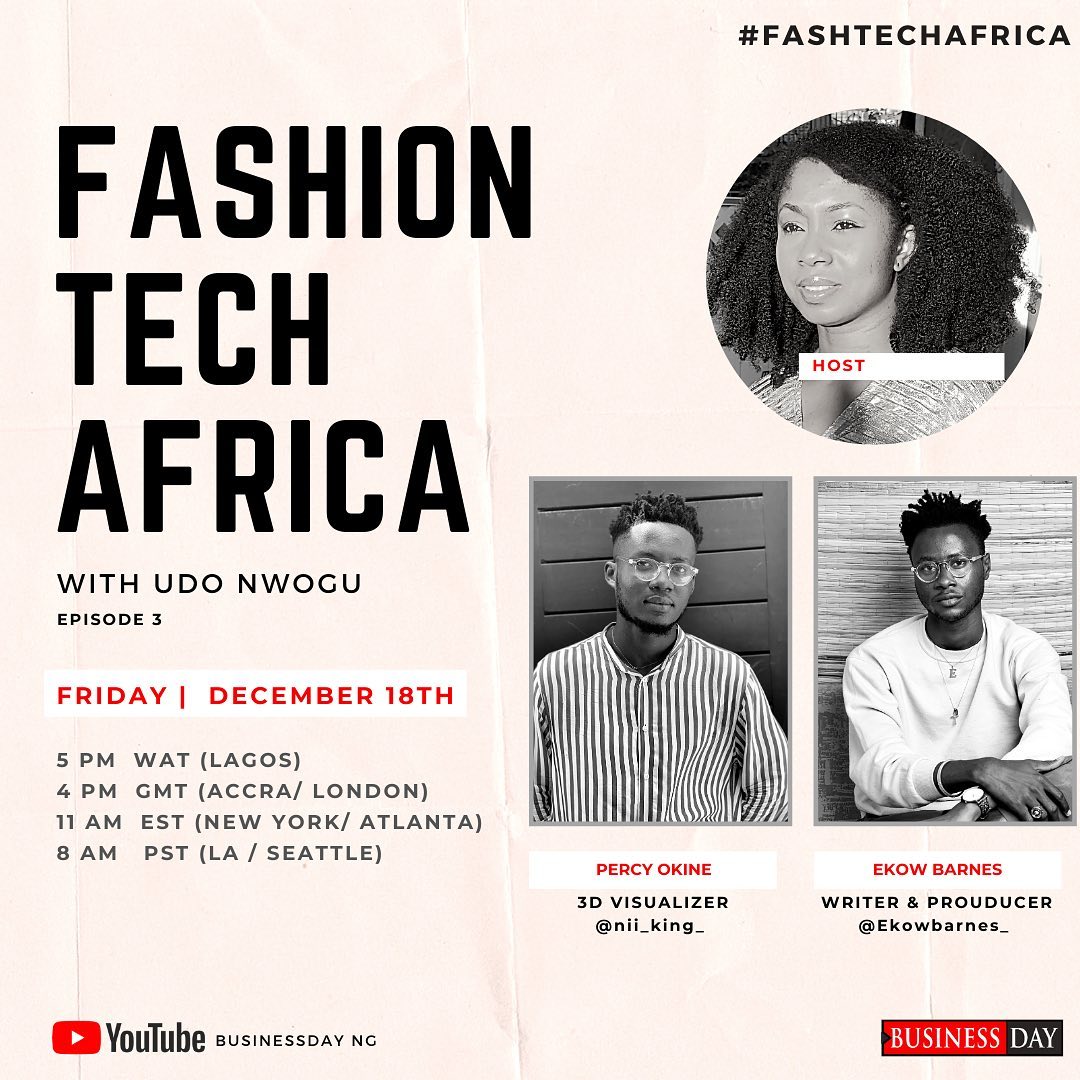 #FASHTECHAFRICA
FASHION
TECH
AFRICA
WITH UDO NWOGU
EPISODE 3
FRIDAY | DECEMBER 18TH
5 PM WAT (LAGOS)
4 PM GMT (ACCRA/ LONDON)
11 AM EST (NEW YORK/ ATLANTA)
8 AM PST (LA / SEATTLE)
HOST
E
PERCY OKINE
3D VISUALIZER
@nii_king_
EKOW BARNES
WRITER & PROUDUCER
@Ekowbarnes_
YouTube BUSINESSDAY NG
BUSINESS DAY